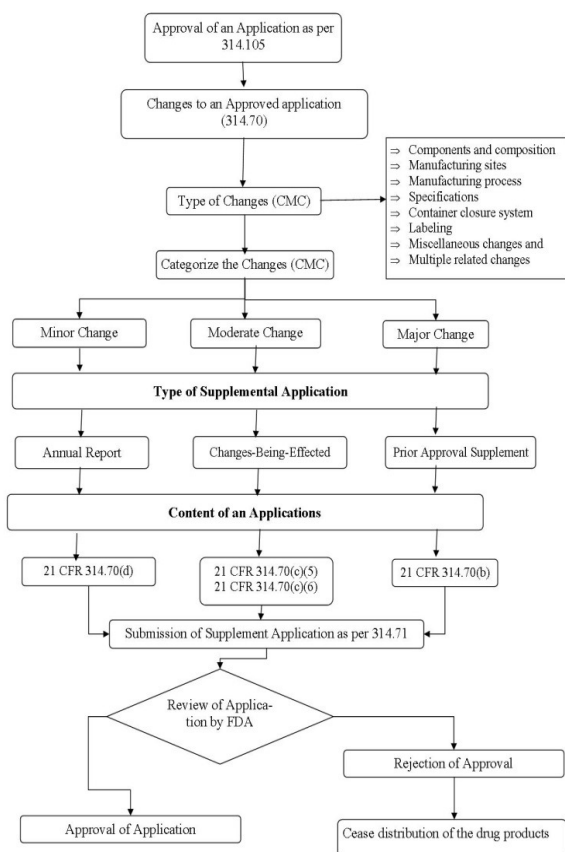 Approval of an Application as per
314.105
Changes to an Approved application
(314.70)
Type of Changes (CMC)
⇒ Components and composition
⇒ Manufacturing sites
⇒ Manufacturing process
⇒ Specifications
⇒ Container closure system
⇒ Labeling
⇒ Miscellaneous changes and
⇒ Multiple related changes
Categorize the Changes (CMC)
Minor Change
Moderate Change
Major Change
Type of Supplemental Application
Annual Report
Changes-Being-Effected
Prior Approval Supplement
Content of an Applications
21 CFR 314.70(d)
21 CFR 314.70(c)(5)
21 CFR 314.70(c)(6)
21 CFR 314.70(b)
Submission of Supplement Application as per 314.71
Review of Applica-
tion by FDA
Rejection of Approval
Approval of Application
Cease distribution of the drug products